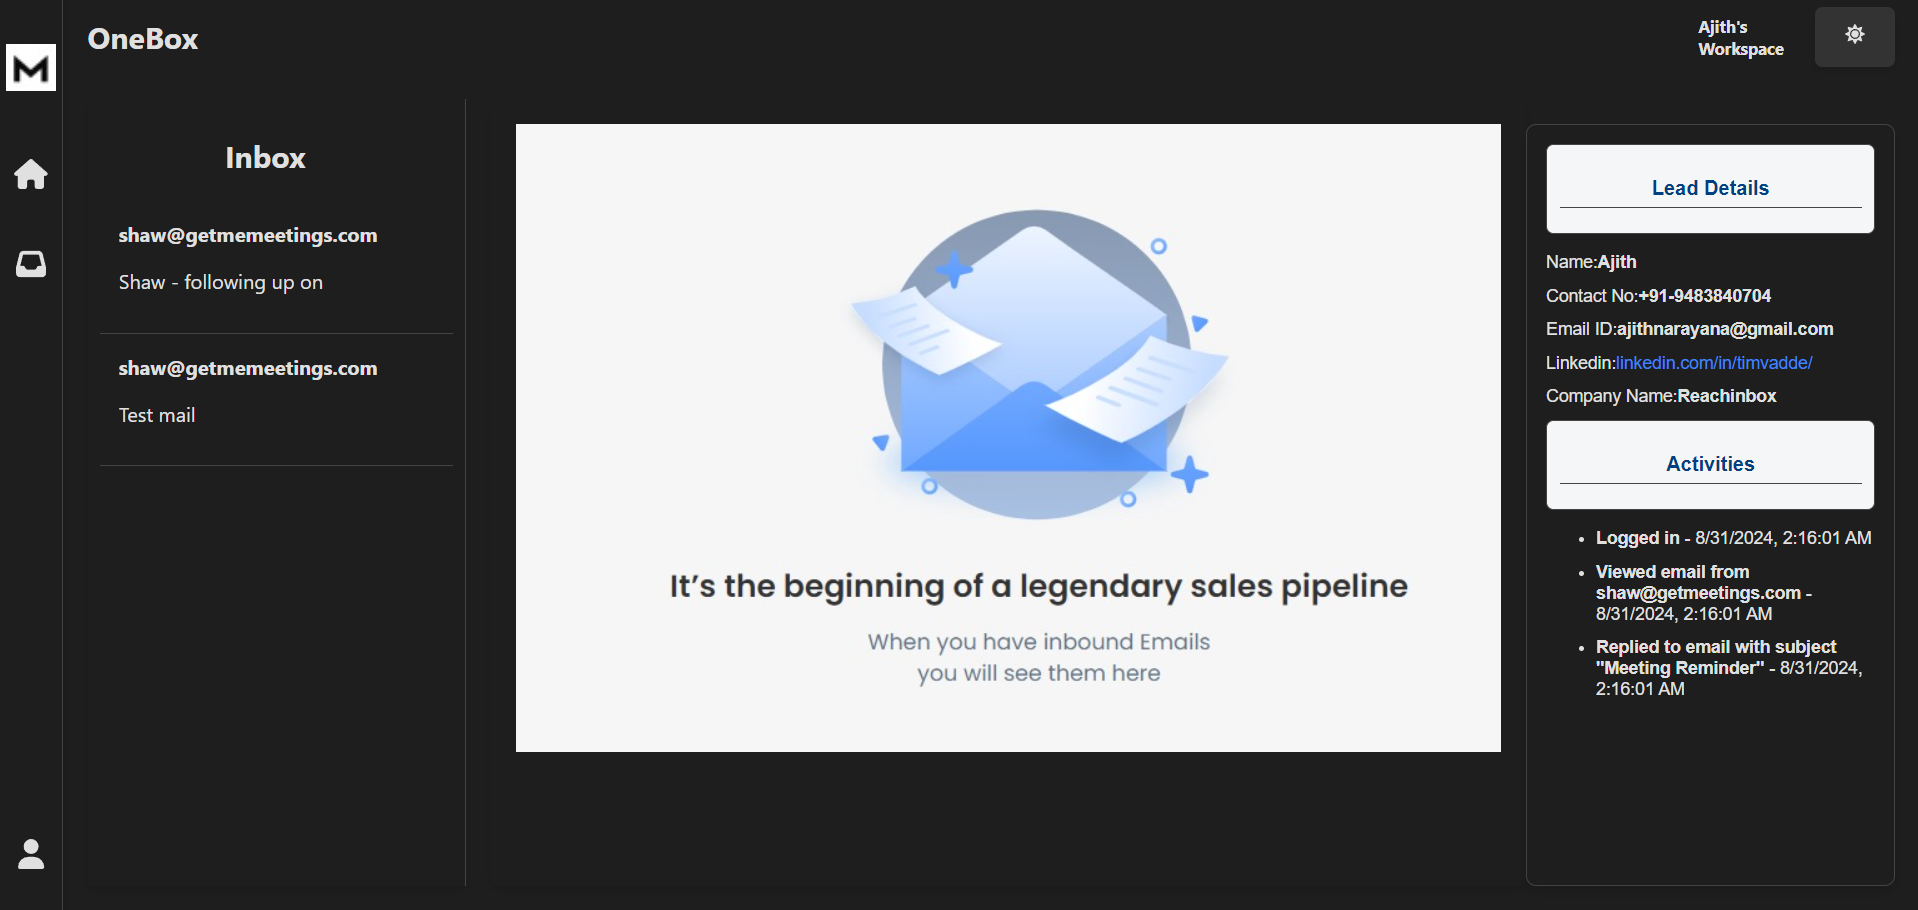 M
OneBox
Ajith's
Workspace
Inbox
shaw@getmemeetings.com
Shaw - following up on
shaw@getmemeetings.com
Test mail
It’s the beginning of a legendary sales pipeline
When you have inbound Emails
you will see them here
Lead Details
Name:Ajith
Contact No:+91-9483840704
Email ID:ajithnarayana@gmail.com
Linkedin:linkedin.com/in/timvadde/
Company Name:Reachinbox
Activities
• Logged in - 8/31/2024, 2:16:01 AM
• Viewed email from
shaw@getmeetings.com -
8/31/2024, 2:16:01 AM
• Replied to email with subject
"Meeting Reminder" - 8/31/2024,
2:16:01 AM